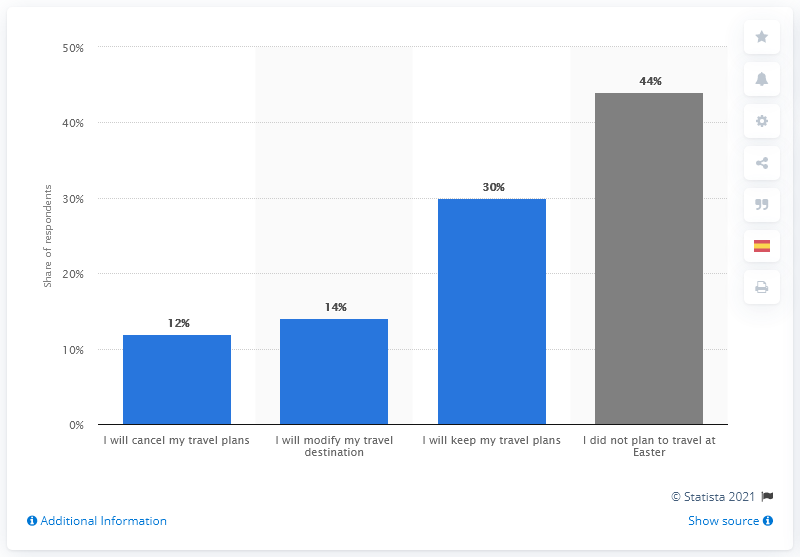 50%
40%
30%
20%
10%
0%
Share of respondents
12%
14%
30%
44%
I will cancel my travel plans
I will modify my travel
destination
I will keep my travel plans
I did not plan to travel at
Easter
© Statista 2021
Additional Information
Show source